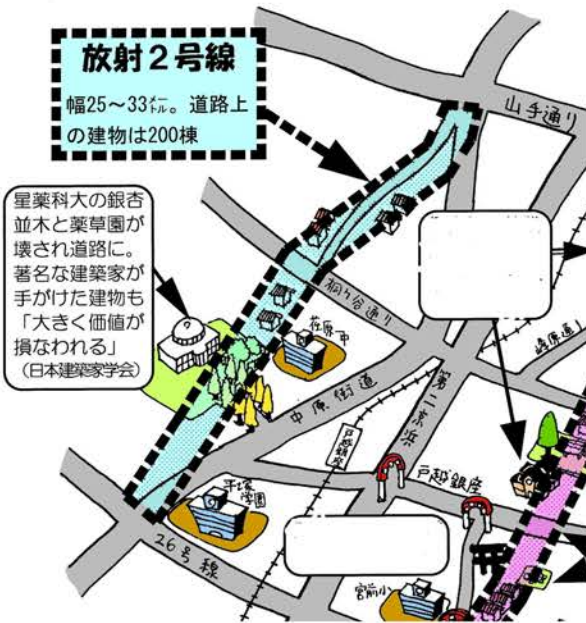 放射2号線
幅25～33㍍。道路上
の建物は200棟
山手通り
星薬科大の銀杏
並木と薬草園が
壊され道路に。
著名な建築家が
手がけた建物も
「大きく価値が
損なわれる」
（日本建築家学会）
桐ヶ谷通り
荏原中
中原街道
第二京浜
戸越銀座
戸越銀座
平塚学園
26号線
宮前小